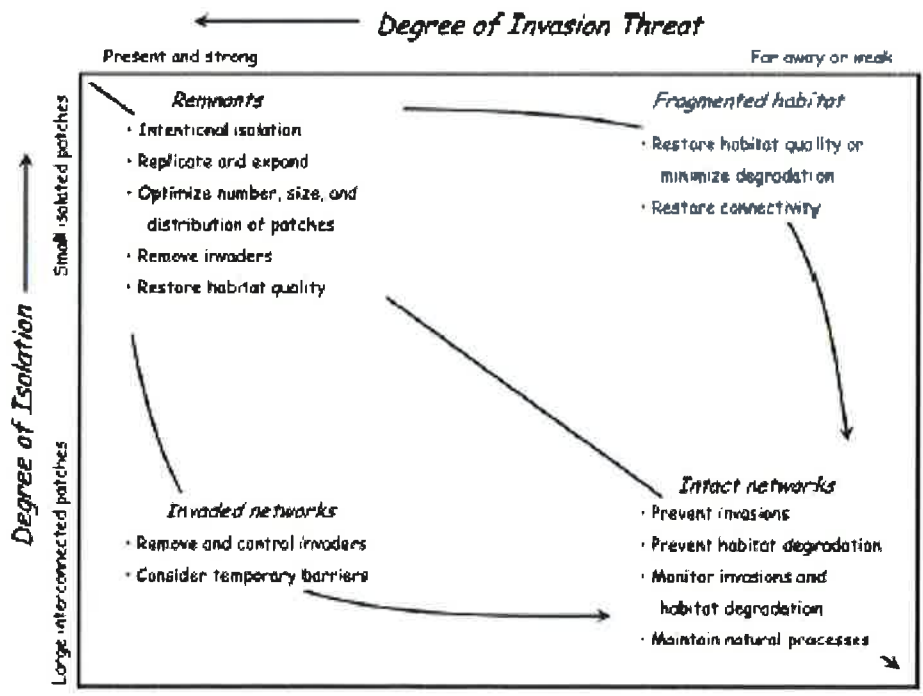 Degree of Invasion Threat
Present and strong
Far away or weak
Degree of Isolation
Small isolated patches
Large interconnected patches
Remnants
• Intentional isolation
• Replicate and expand
• Optimize number, size, and
distribution of patches
• Remove invaders
• Restore habitat quality
Fragmented habitat
• Restore habitat quality or
minimize degradation
• Restore connectivity
Invaded networks
• Remove and control invaders
• Consider temporary barriers
Intact networks
• Prevent invasions
• Prevent habitat degradation
• Monitor invasions and
habitat degradation
• Maintain natural processes